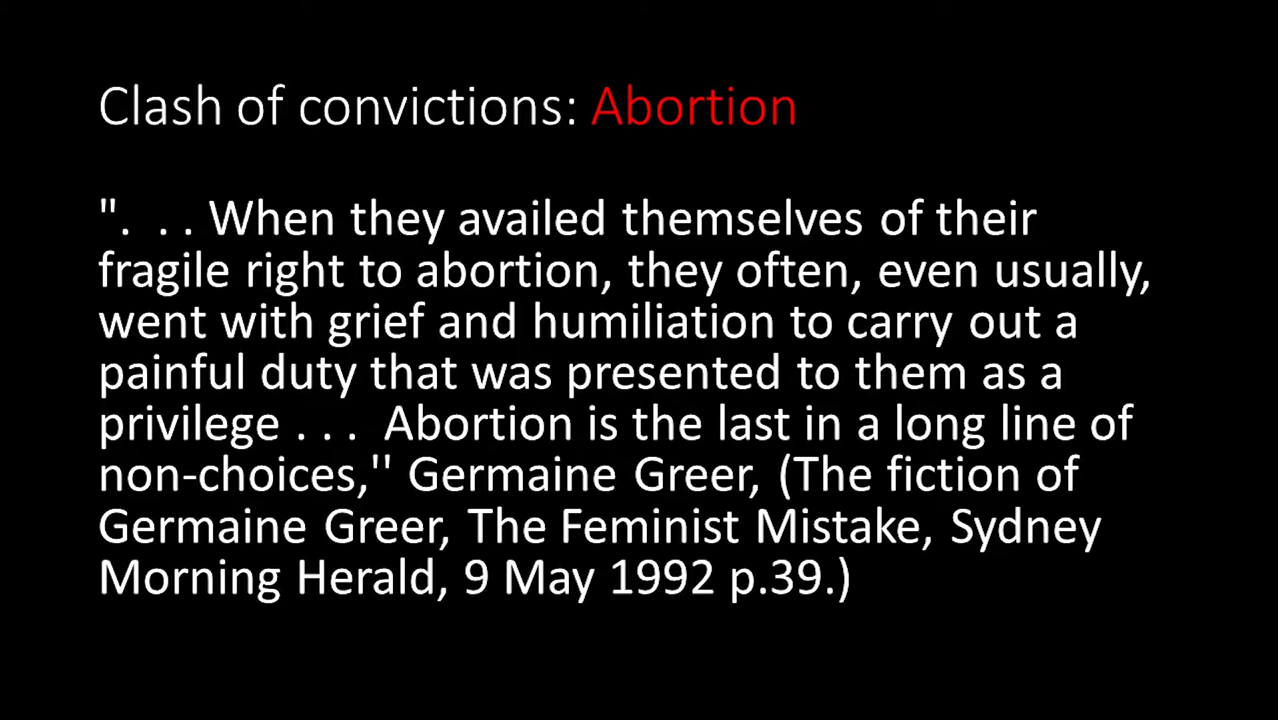 Clash of convictions: Abortion
". . . When they availed themselves of their
fragile right to abortion, they often, even usually,
went with grief and humiliation to carry out a
painful duty that was presented to them as a
privilege . . . Abortion is the last in a long line of
non-choices,'' Germaine Greer, (The fiction of
Germaine Greer, The Feminist Mistake, Sydney
Morning Herald, 9 May 1992 p.39.)